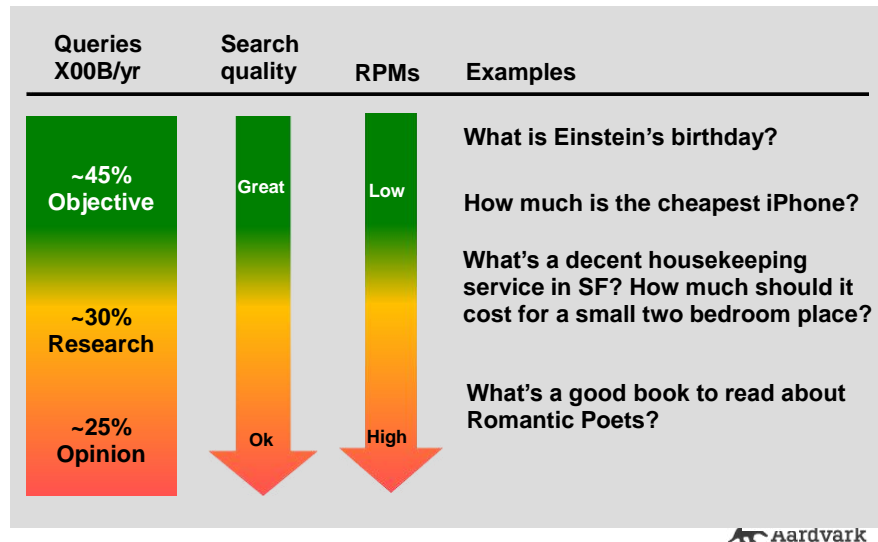 Queries
X00B/yr
Search
quality
RPMs
Examples
~45%
Objective
~30%
Research
~25%
Opinion
Great
Ok
Low
High
What is Einstein’s birthday?
How much is the cheapest iPhone?
What’s a decent housekeeping
service in SF? How much should it
cost for a small two bedroom place?
What’s a good book to read about
Romantic Poets?
Aardvark